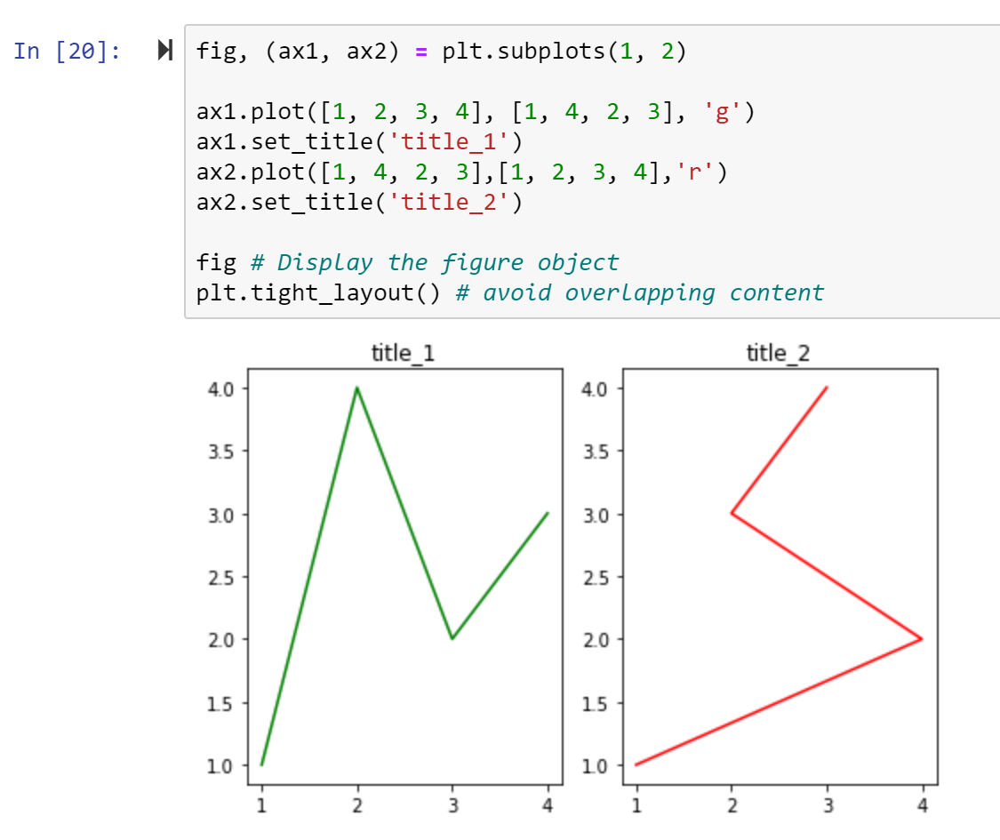 In [20]:
fig, (ax1, ax2) = plt.subplots(1, 2)
ax1.plot([1, 2, 3, 4], [1, 4, 2, 3], 'g')
ax1.set_title('title_1')
ax2.plot([1, 4, 2, 3],[1, 2, 3, 4],'r')
ax2.set_title('title_2')
fig # Display the figure object
plt.tight_layout() # avoid overlapping content
title_1
4.0
3.5
3.0
2.5
2.0
1.5
1.0
1 2 3 4
title_2
4.0
3.5
3.0
2.5
2.0
1.5
1.0
1 2 3 4